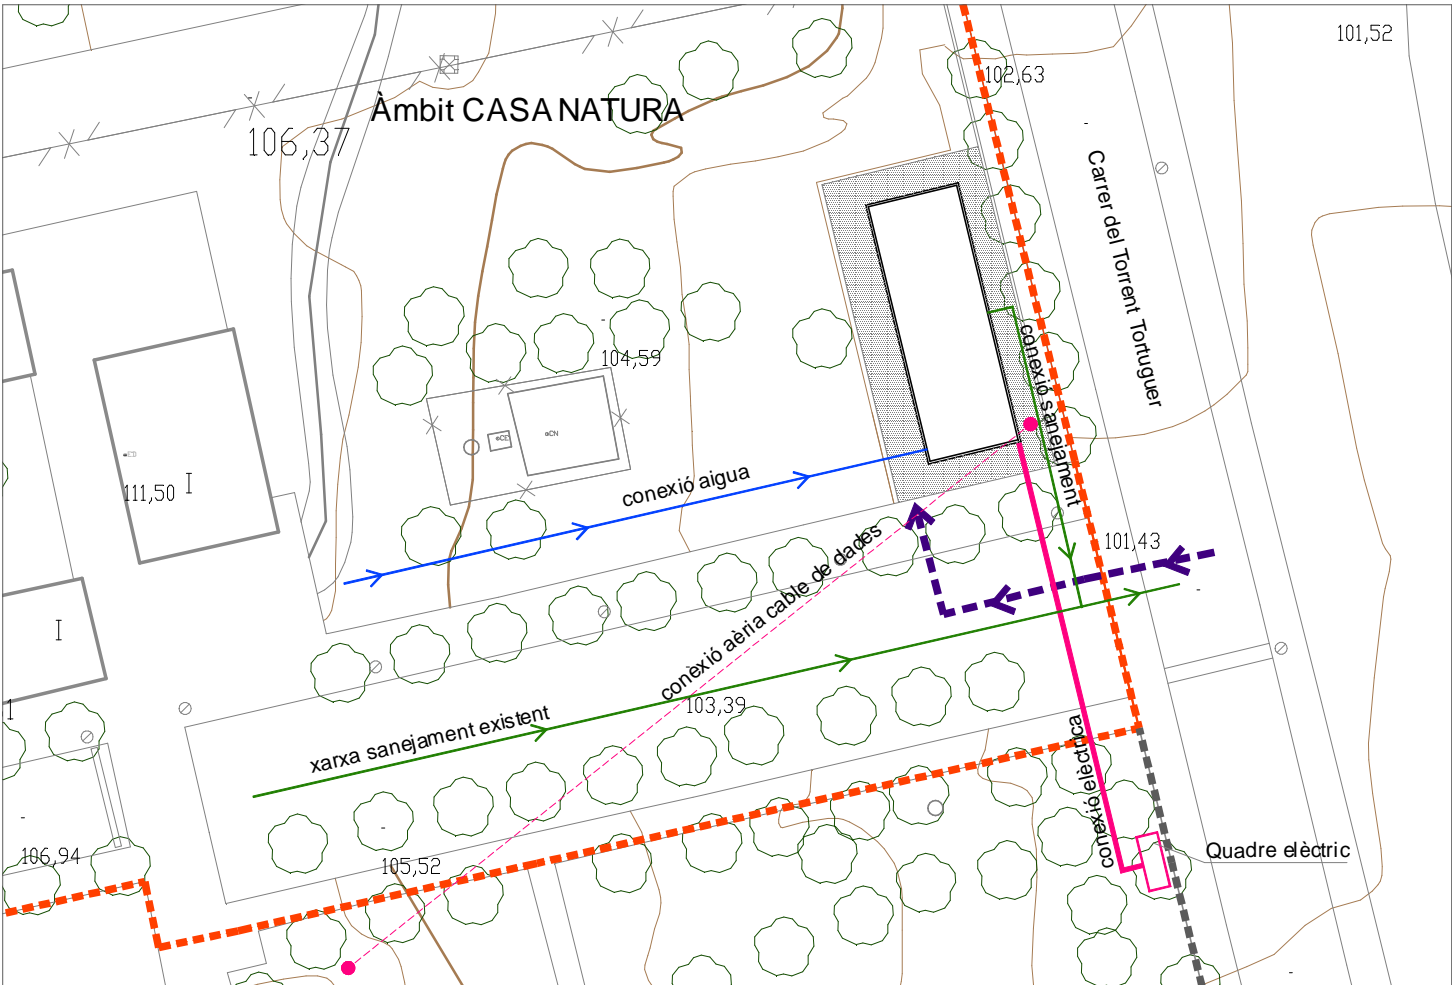 101,52
102,63
Àmbit CASA NATURA
106,37
Carrer del Torrent Tortuguer
104,59
conexió sanejament
CN
111,50
I
conexió aigua
101,43
conexió aèria cable de dades
I
1
103,39
xarxa sanejament existent
conexió elèctrica
Quadre elèctric
106,94
105,52